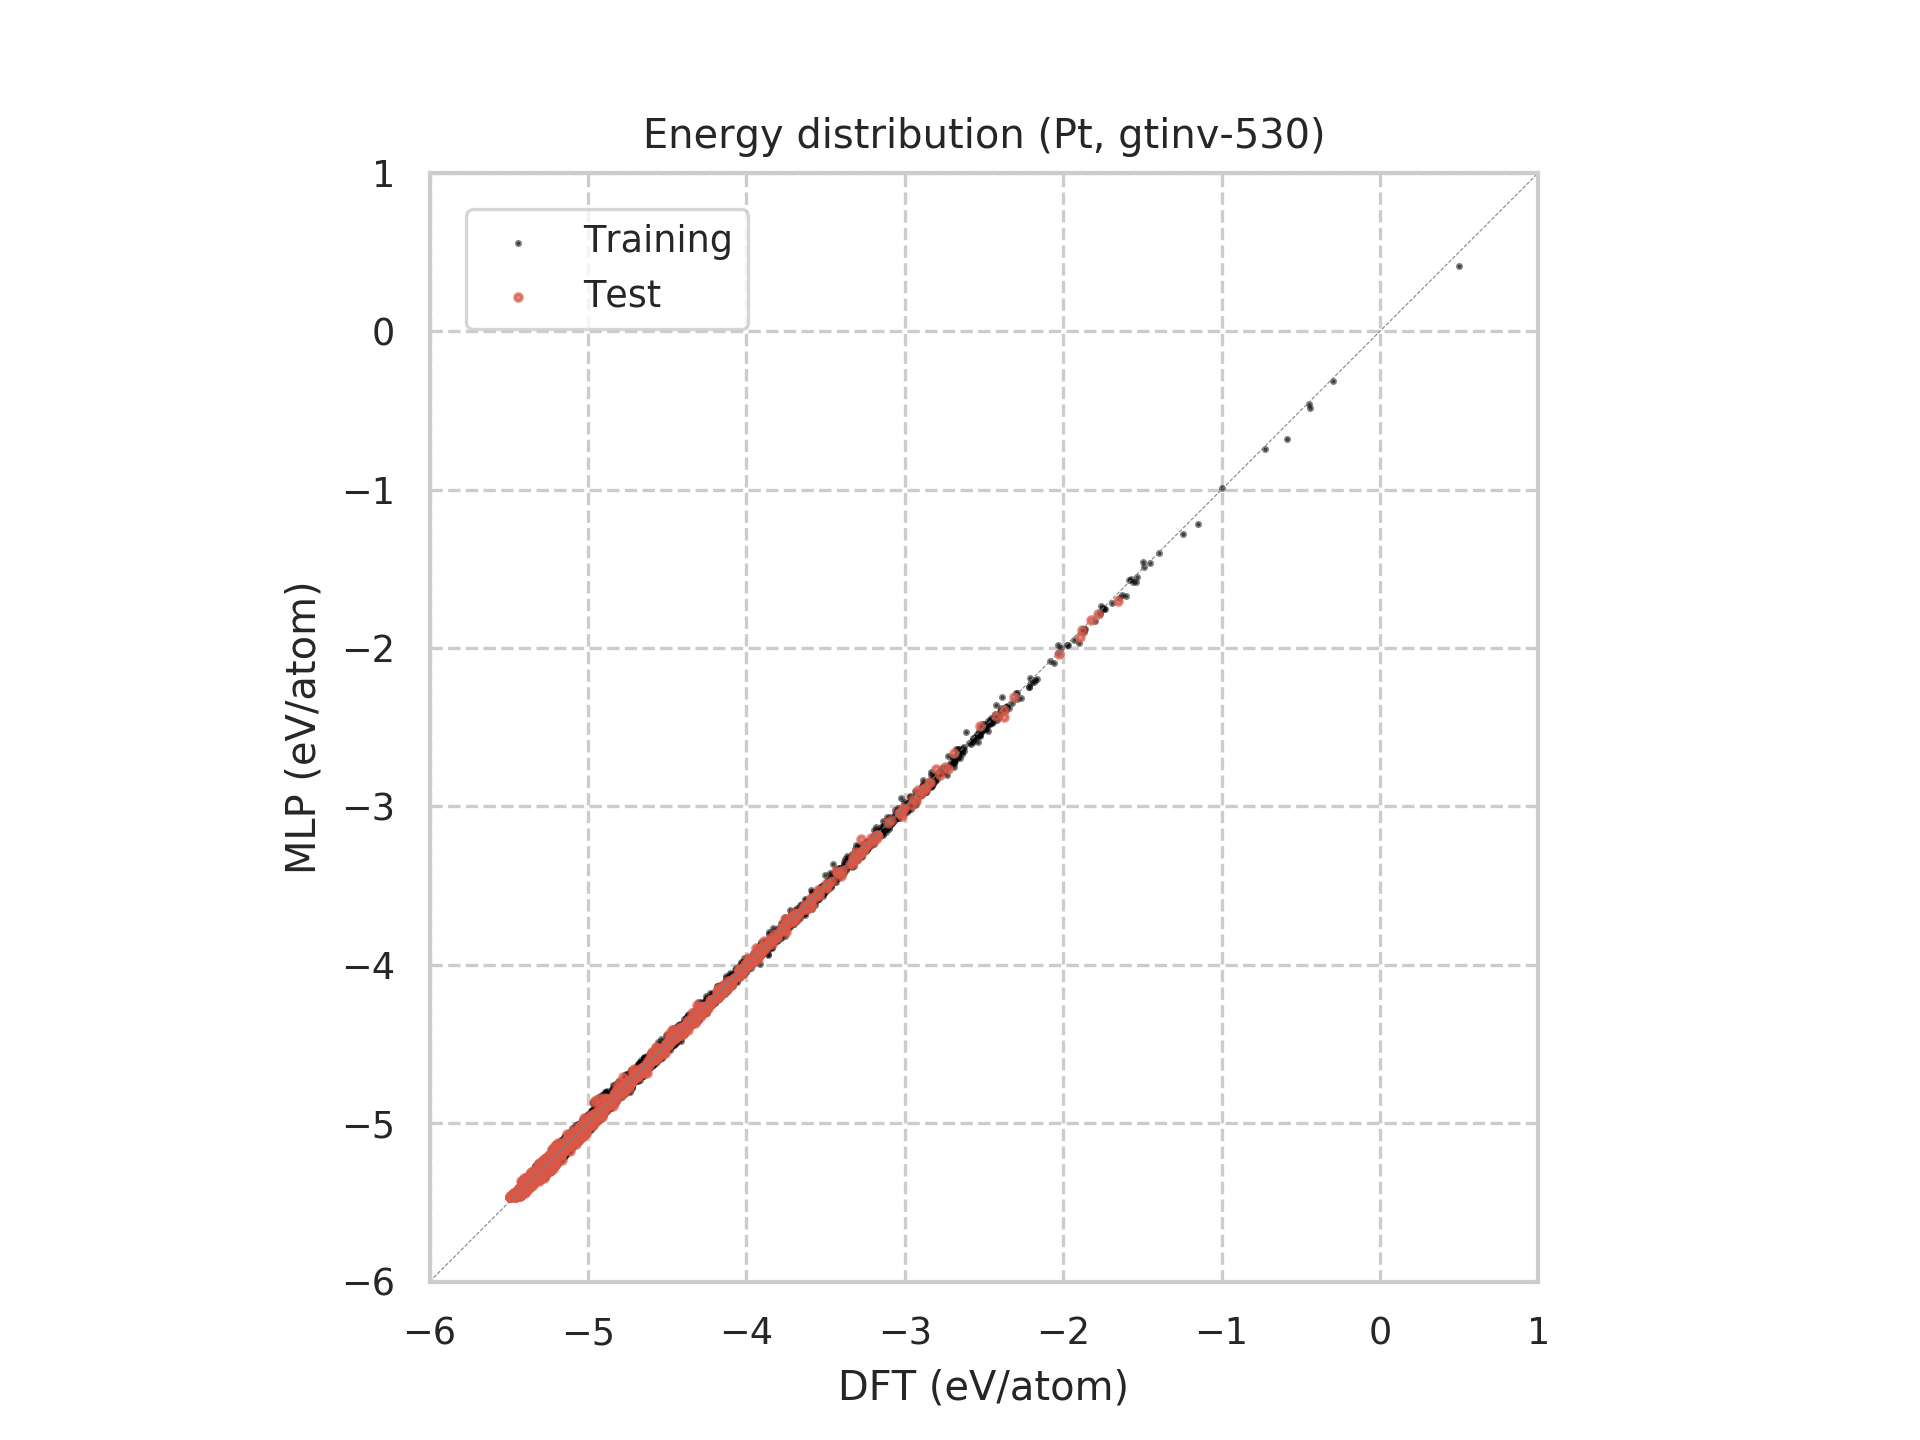 Energy distribution (Pt, gtinv-530)
Training
Test
1
0
−1
−2
−3
−4
−5
−6
MLP (eV/atom)
−6 −5 −4 −3 −2 −1 0 1
DFT (eV/atom)